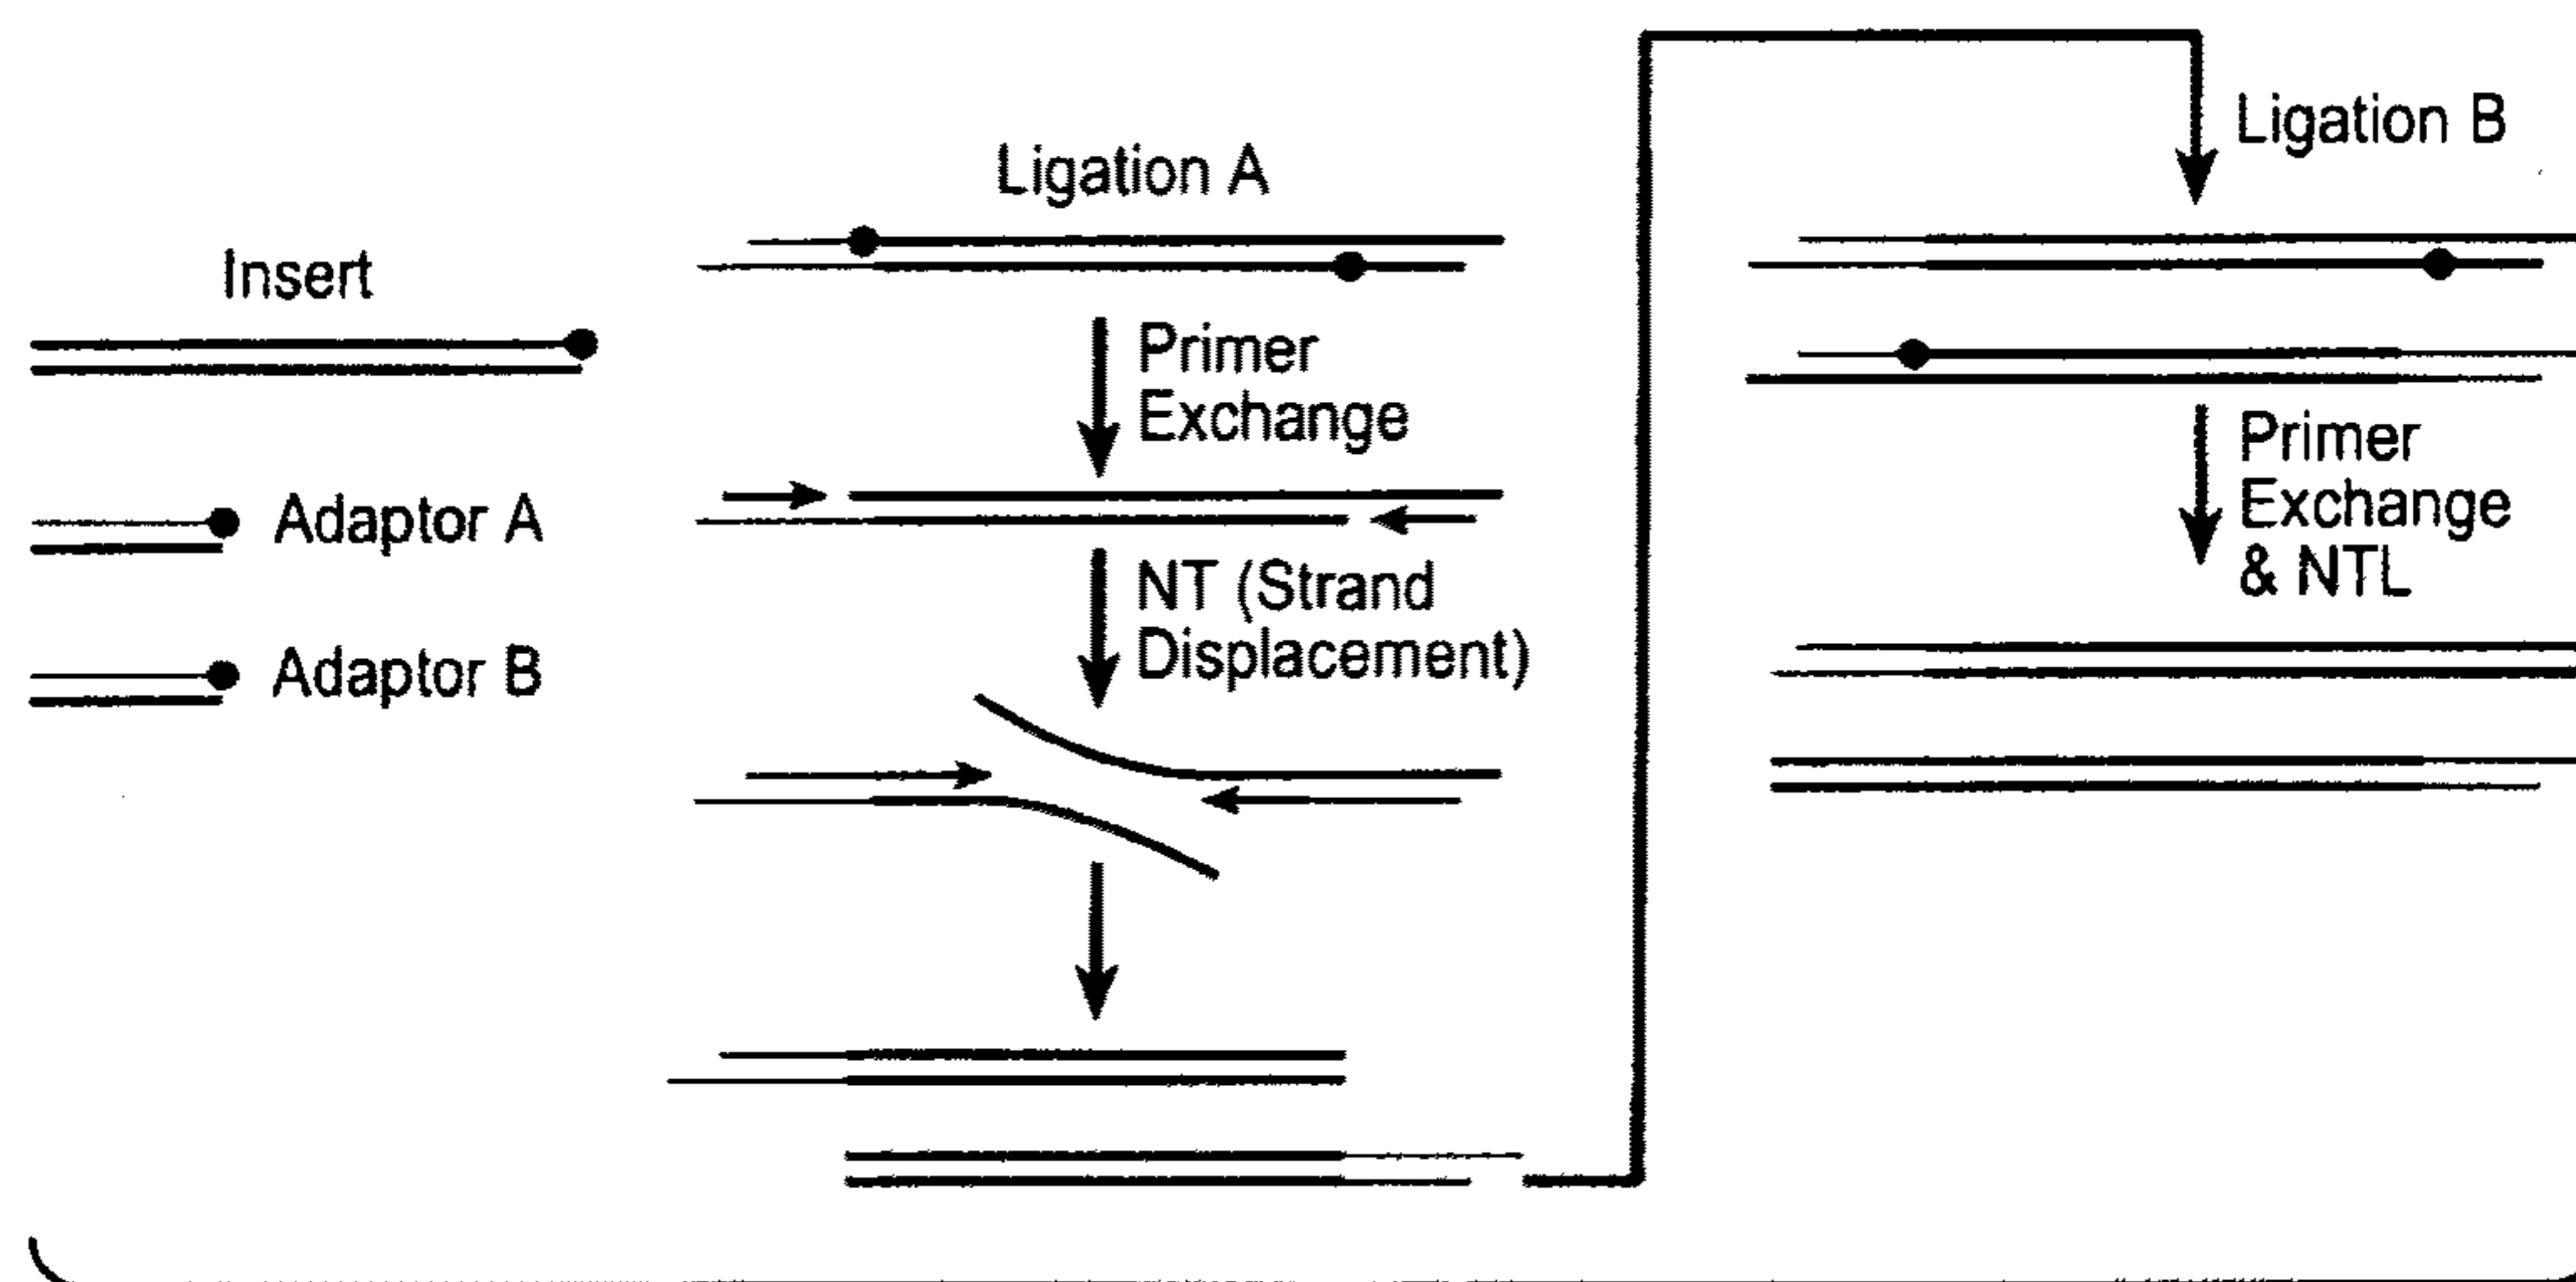 Insert
Adaptor A
Adaptor B
Ligation A
Primer
Exchange
NT (Strand
Displacement)
Ligation B
Primer
Exchange
& NTL